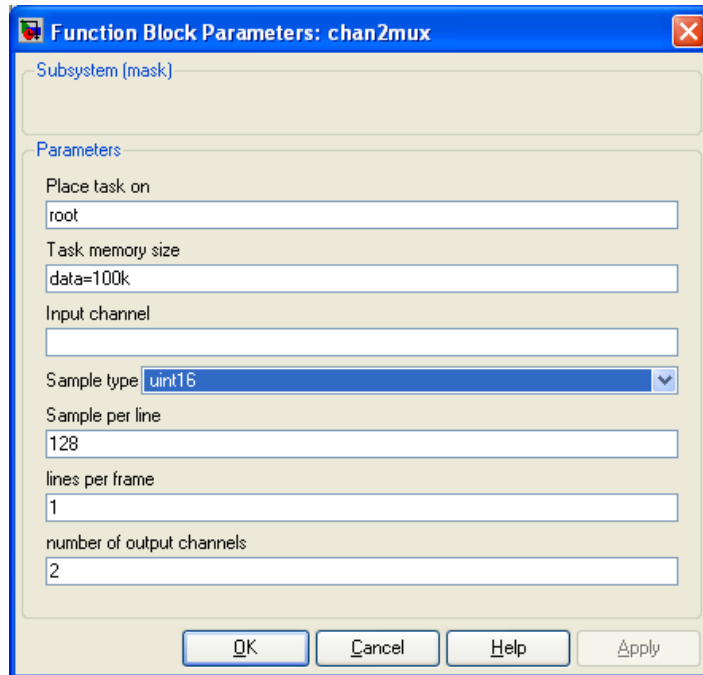 Function Block Parameters: chan2mux
Subsystem (mask)
Parameters
Place task on
root
Task memory size
data=100k
Input channel
Sample type uint16
Sample per line
128
lines per frame
1
number of output channels
2
OK Cancel Help Apply